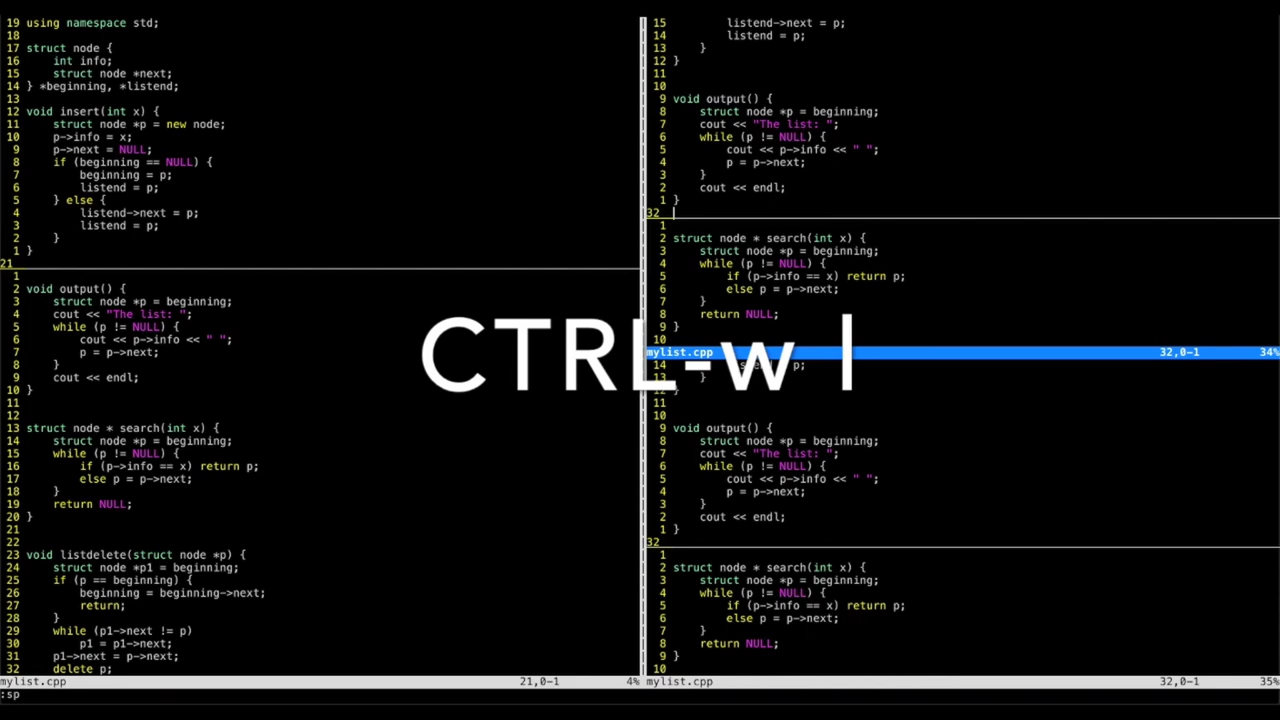 19 using namespace std;
18
17 struct node {
16     int info;
15     struct node *next;
14 } *beginning, *listend;
13
12 void insert(int x) {
11     struct node *p = new node;
10     p->info = x;
9     p->next = NULL;
8     if (beginning == NULL) {
7         beginning = p;
6         listend = p;
5     } else {
4         listend->next = p;
3         listend = p;
2     }
1 }
21
1
2 void output() {
3     struct node *p = beginning;
4     cout << "The list: ";
5     while (p != NULL) {
6         cout << p->info << " ";
7         p = p->next;
8     }
9     cout << endl;
10 }
11
12
13 struct node * search(int x) {
14     struct node *p = beginning;
15     while (p != NULL) {
16         if (p->info == x) return p;
17         else p = p->next;
18     }
19     return NULL;
20 }
21
22
23 void listdelete(struct node *p) {
24     struct node *p1 = beginning;
25     if (p == beginning) {
26         beginning = beginning->next;
27         return;
28     }
29     while (p1->next != p)
30         p1 = p1->next;
31     p1->next = p->next;
32     delete p;
mylist.cpp 21,0-1 4%
:sp
15         listend->next = p;
14         listend = p;
13     }
12 }
11
10
9 void output() {
8     struct node *p = beginning;
7     cout << "The list: ";
6     while (p != NULL) {
5         cout << p->info << " ";
4         p = p->next;
3     }
2     cout << endl;
1 }
32
1
2 struct node * search(int x) {
3     struct node *p = beginning;
4     while (p != NULL) {
5         if (p->info == x) return p;
6         else p = p->next;
7     }
8     return NULL;
9 }
10
mylist.cpp 32,0-1 34%
14 p;
13     }
12 }
11
10
9 void output() {
8     struct node *p = beginning;
7     cout << "The list: ";
6     while (p != NULL) {
5         cout << p->info << " ";
4         p = p->next;
3     }
2     cout << endl;
1 }
32
1
2 struct node * search(int x) {
3     struct node *p = beginning;
4     while (p != NULL) {
5         if (p->info == x) return p;
6         else p = p->next;
7     }
8     return NULL;
9 }
10
mylist.cpp 32,0-1 35%
CTRL-w l